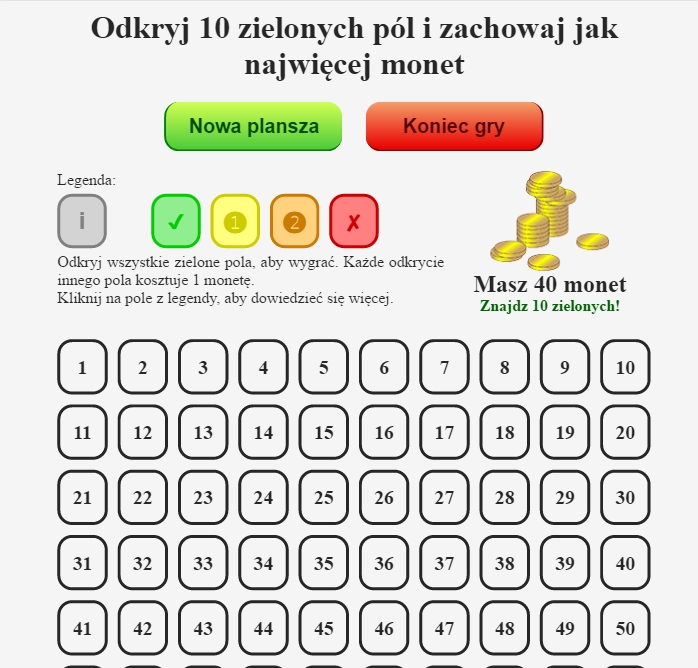 Odkryj 10 zielonych pól i zachowaj jak
najwięcej monet
Nowa plansza
Koniec gry
Legenda:
i ✓ 1 2 ✗
Odkryj wszystkie zielone pola, aby wygrać. Każde odkrycie
innego pola kosztuje 1 monetę.
Kliknij na pole z legendy, aby dowiedzieć się więcej.
Masz 40 monet
Znajdz 10 zielonych!
1 2 3 4 5 6 7 8 9 10
11 12 13 14 15 16 17 18 19 20
21 22 23 24 25 26 27 28 29 30
31 32 33 34 35 36 37 38 39 40
41 42 43 44 45 46 47 48 49 50